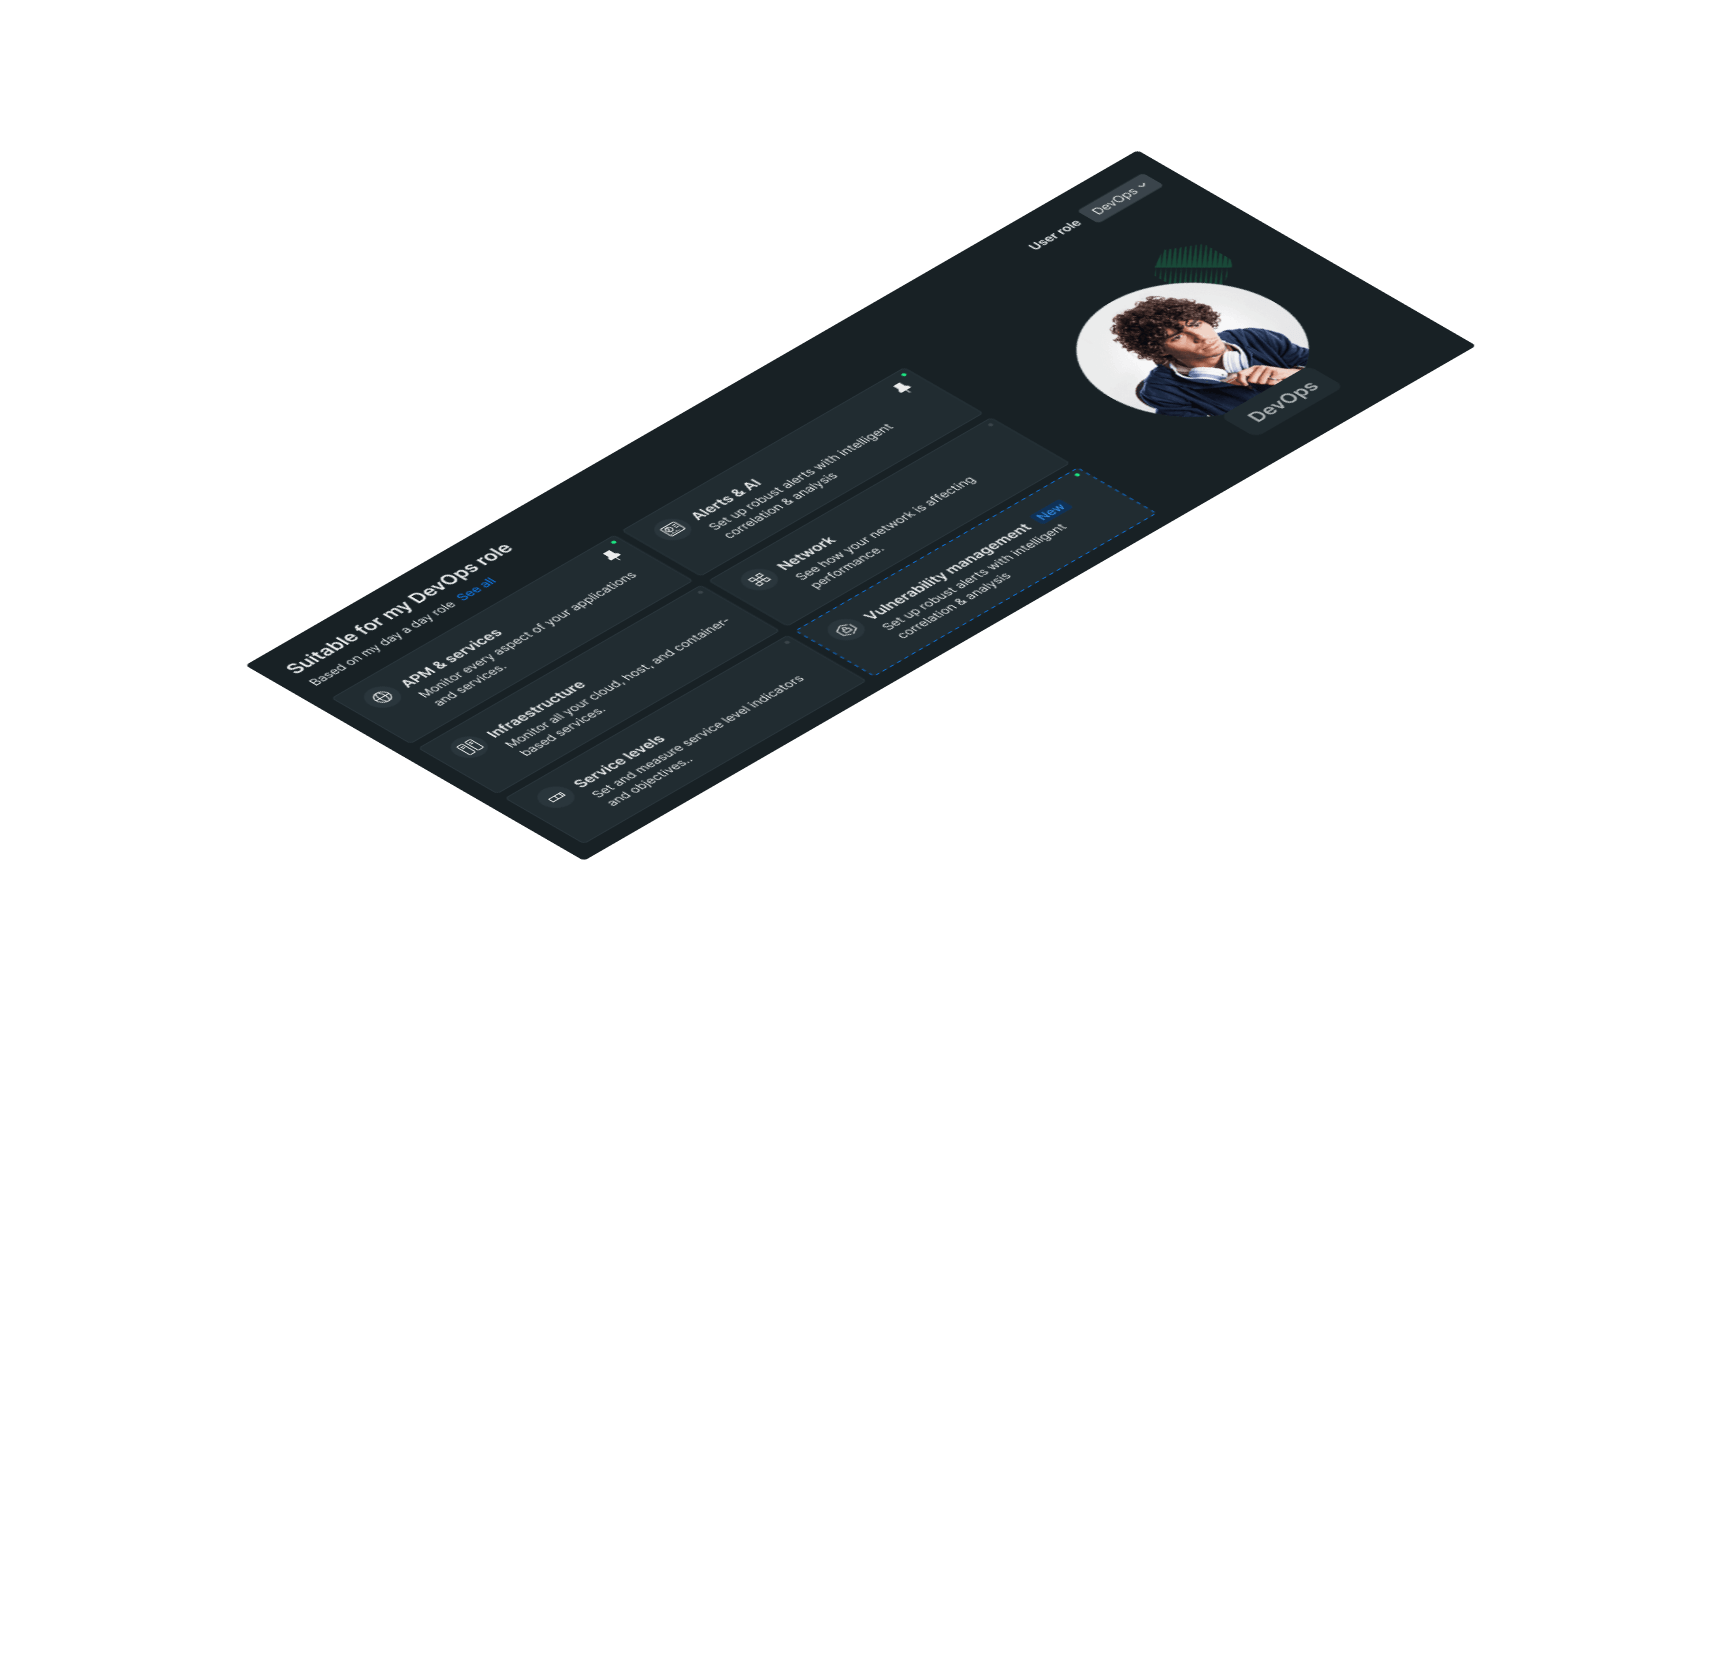 Suitable for my DevOps role
Based on my day a day role See all
APM & services
Monitor every aspect of your applications
and services.
Alerts & AI
Set up robust alerts with intelligent
correlation & analysis
Infraestructure
Monitor all your cloud, host, and container-
based services.
Network
See how your network is affecting
performance.
Service levels
Set and measure service level indicators
and objectives..
Vulnerability management New
Set up robust alerts with intelligent
correlation & analysis
User role DevOps
DevOps